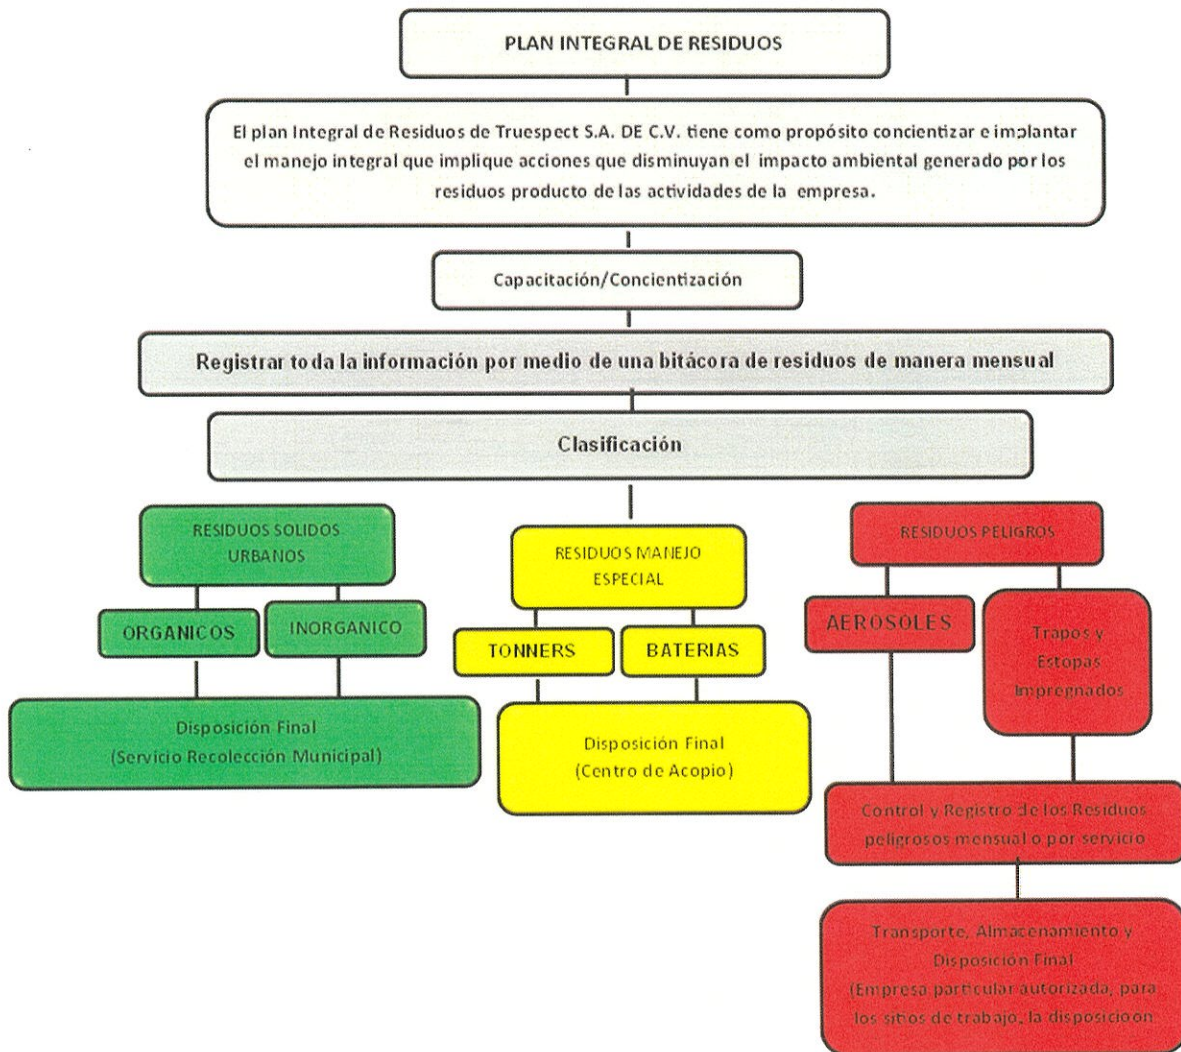 PLAN INTEGRAL DE RESIDUOS
El plan Integral de Residuos de Truespect S.A. DE C.V. tiene como propósito concientizar e implantar
el manejo integral que implique acciones que disminuyan el impacto ambiental generado por los
residuos producto de las actividades de la empresa.
Capacitación/Concientización
Registrar toda la información por medio de una bitácora de residuos de manera mensual
Clasificación
RESIDUOS SOLIDOS
URBANOS
ORGANICOS
INORGANICO
Disposición Final
(Servicio Recolección Municipal)
RESIDUOS MANEJO
ESPECIAL
TONNERS
BATERIAS
Disposición Final
(Centro de Acopio)
RESIDUOS PELIGROS
AEROSOLES
Trapos y
Estopas
Impregnados
Control y Registro de los Residuos
peligrosos mensual o por servicio
Transporte, Almacenamiento y
Disposición Final
(Empresa particular autorizada, para
los sitios de trabajo, la disposicioon